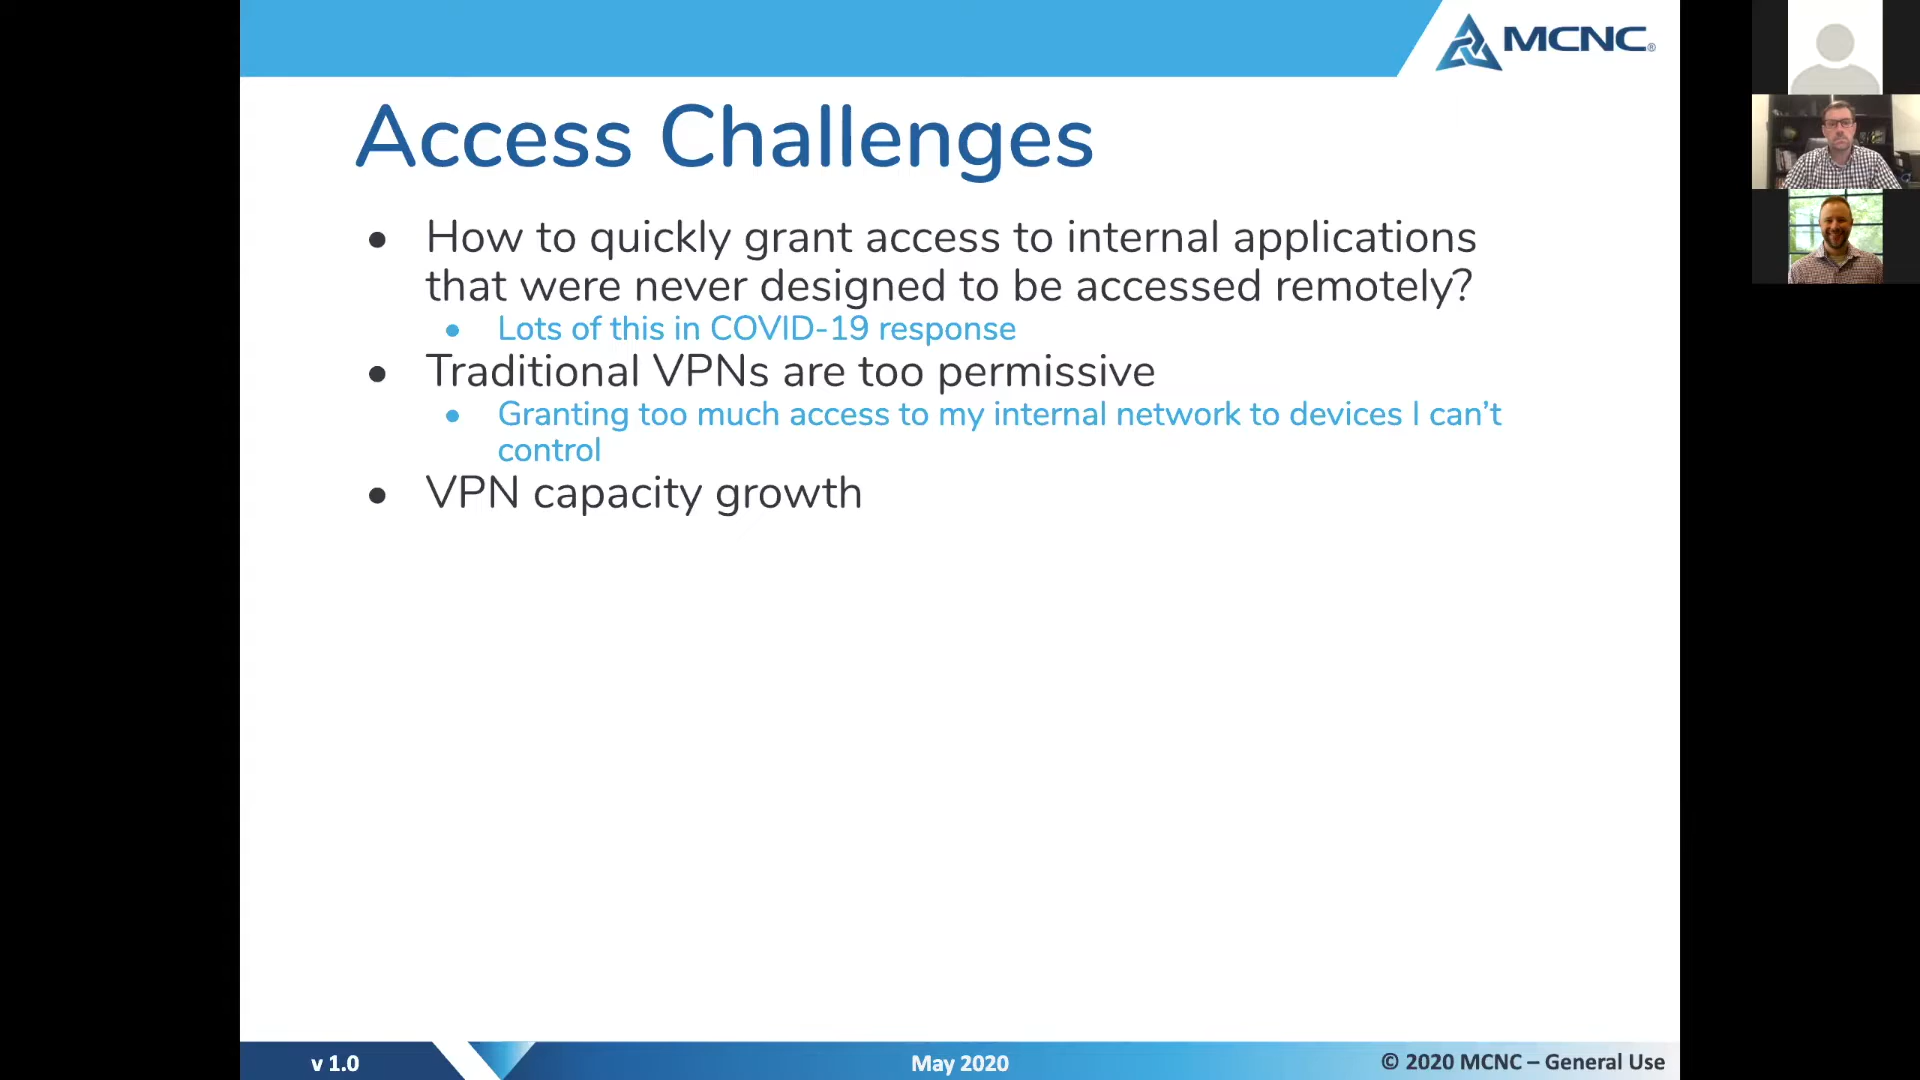 MCNC®
Access Challenges
• How to quickly grant access to internal applications
that were never designed to be accessed remotely?
• Lots of this in COVID-19 response
• Traditional VPNs are too permissive
• Granting too much access to my internal network to devices I can’t
control
• VPN capacity growth
v 1.0
May 2020
© 2020 MCNC – General Use